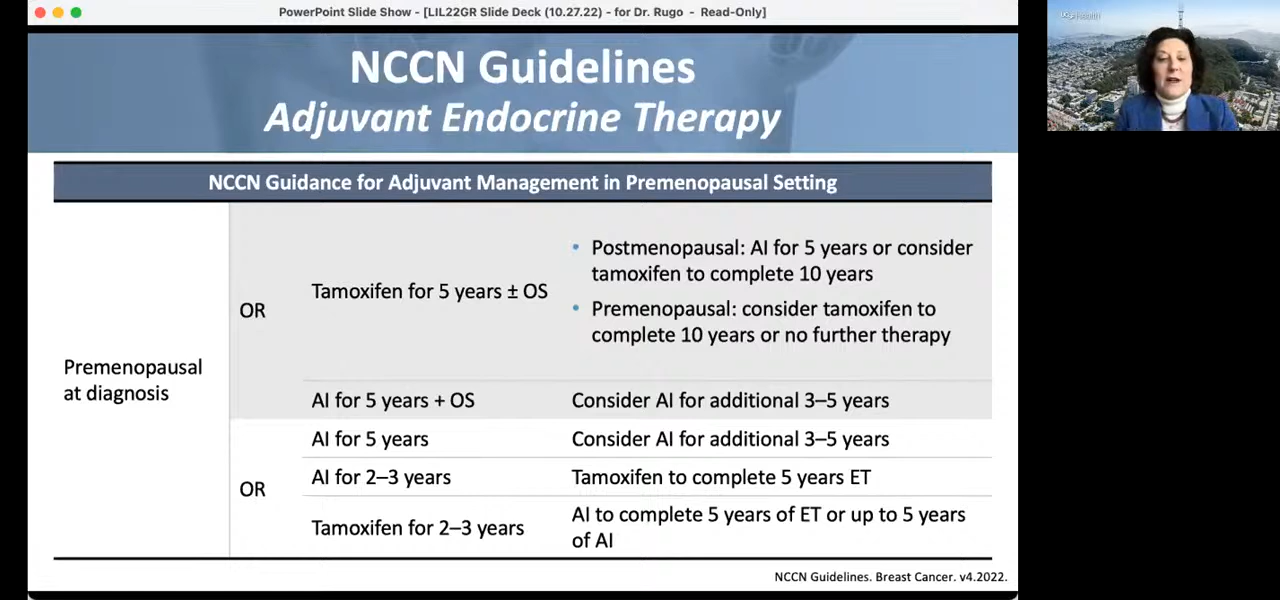 PowerPoint Slide Show - [LIL22GR Slide Deck (10.27.22) - for Dr. Rugo - Read-Only]
NCCN Guidelines
Adjuvant Endocrine Therapy
NCCN Guidance for Adjuvant Management in Premenopausal Setting
Premenopausal
at diagnosis
OR
Tamoxifen for 5 years ± OS
• Postmenopausal: AI for 5 years or consider
tamoxifen to complete 10 years
• Premenopausal: consider tamoxifen to
complete 10 years or no further therapy
AI for 5 years + OS
Consider AI for additional 3–5 years
OR
AI for 5 years
Consider AI for additional 3–5 years
AI for 2–3 years
Tamoxifen to complete 5 years ET
Tamoxifen for 2–3 years
AI to complete 5 years of ET or up to 5 years
of AI
NCCN Guidelines. Breast Cancer. v4.2022.